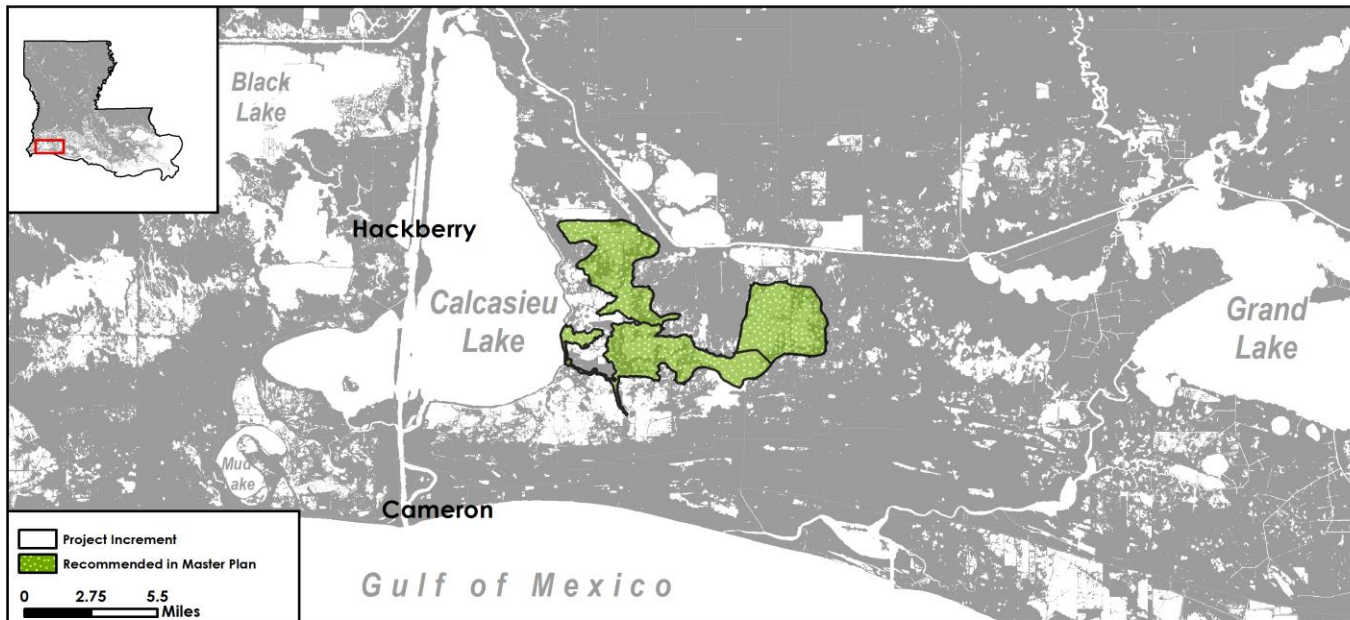 Black
Lake
Hackberry
Calcasieu
Lake
Grand
Lake
Mud
Lake
Cameron
Gulf of Mexico
Project Increment
Recommended in Master Plan
0 2.75 5.5
Miles